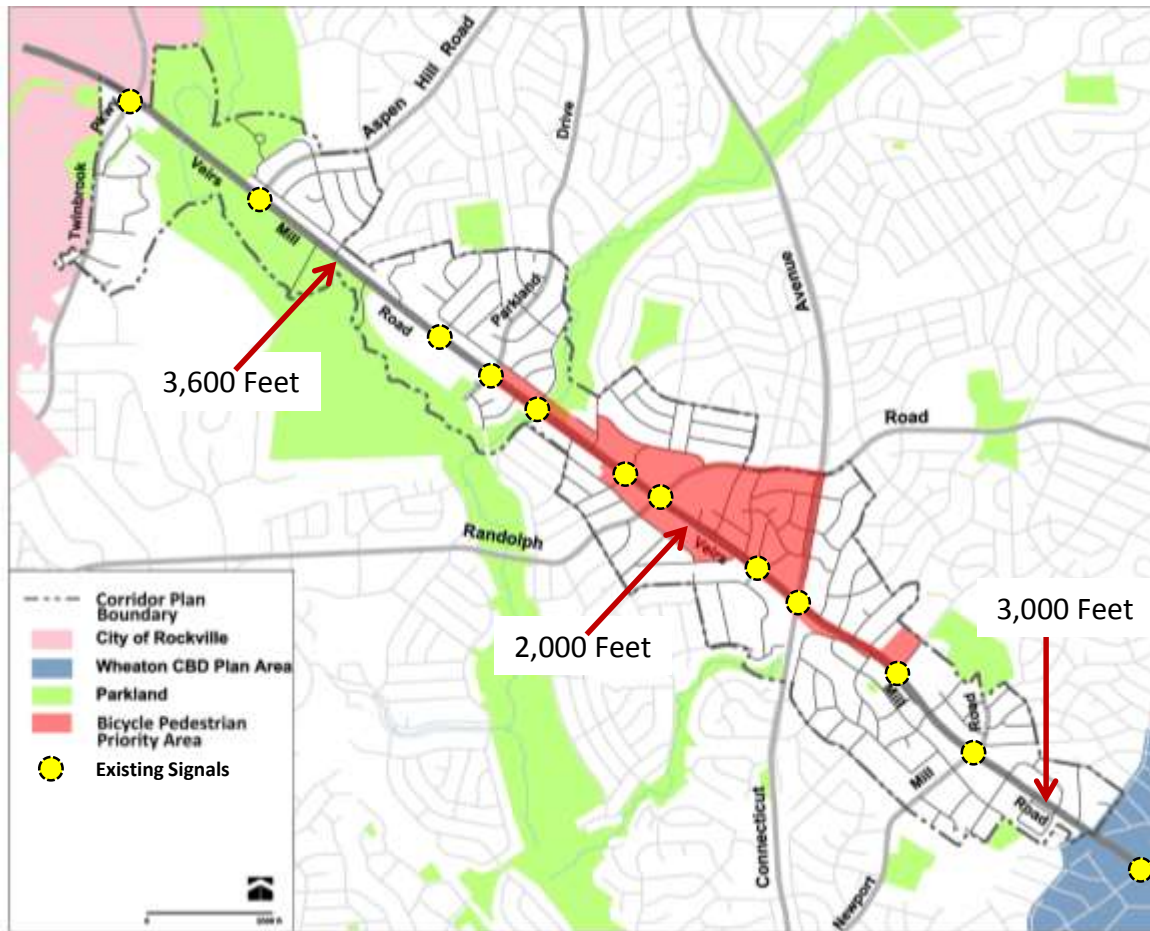 Aspen Hill Road
Drive
Pkwy
Twinbrook
Veirs
Mill
Road
Parkland
Avenue
3,600 Feet
Road
Randolph
Veirs
2,000 Feet
3,000 Feet
Mill
Road
Mill
Road
Connecticut
Newport
Corridor Plan
Boundary
City of Rockville
Wheaton CBD Plan Area
Parkland
Bicycle Pedestrian
Priority Area
Existing Signals
0